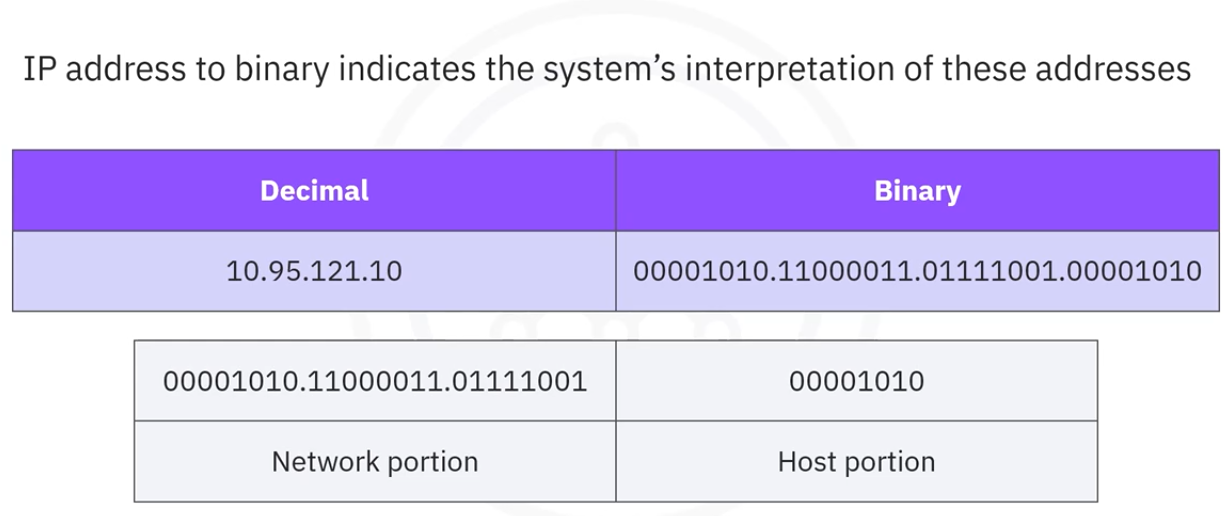 IP address to binary indicates the system’s interpretation of these addresses
Decimal Binary
10.95.121.10 00001010.11000011.01111001.00001010
00001010.11000011.01111001 00001010
Network portion Host portion